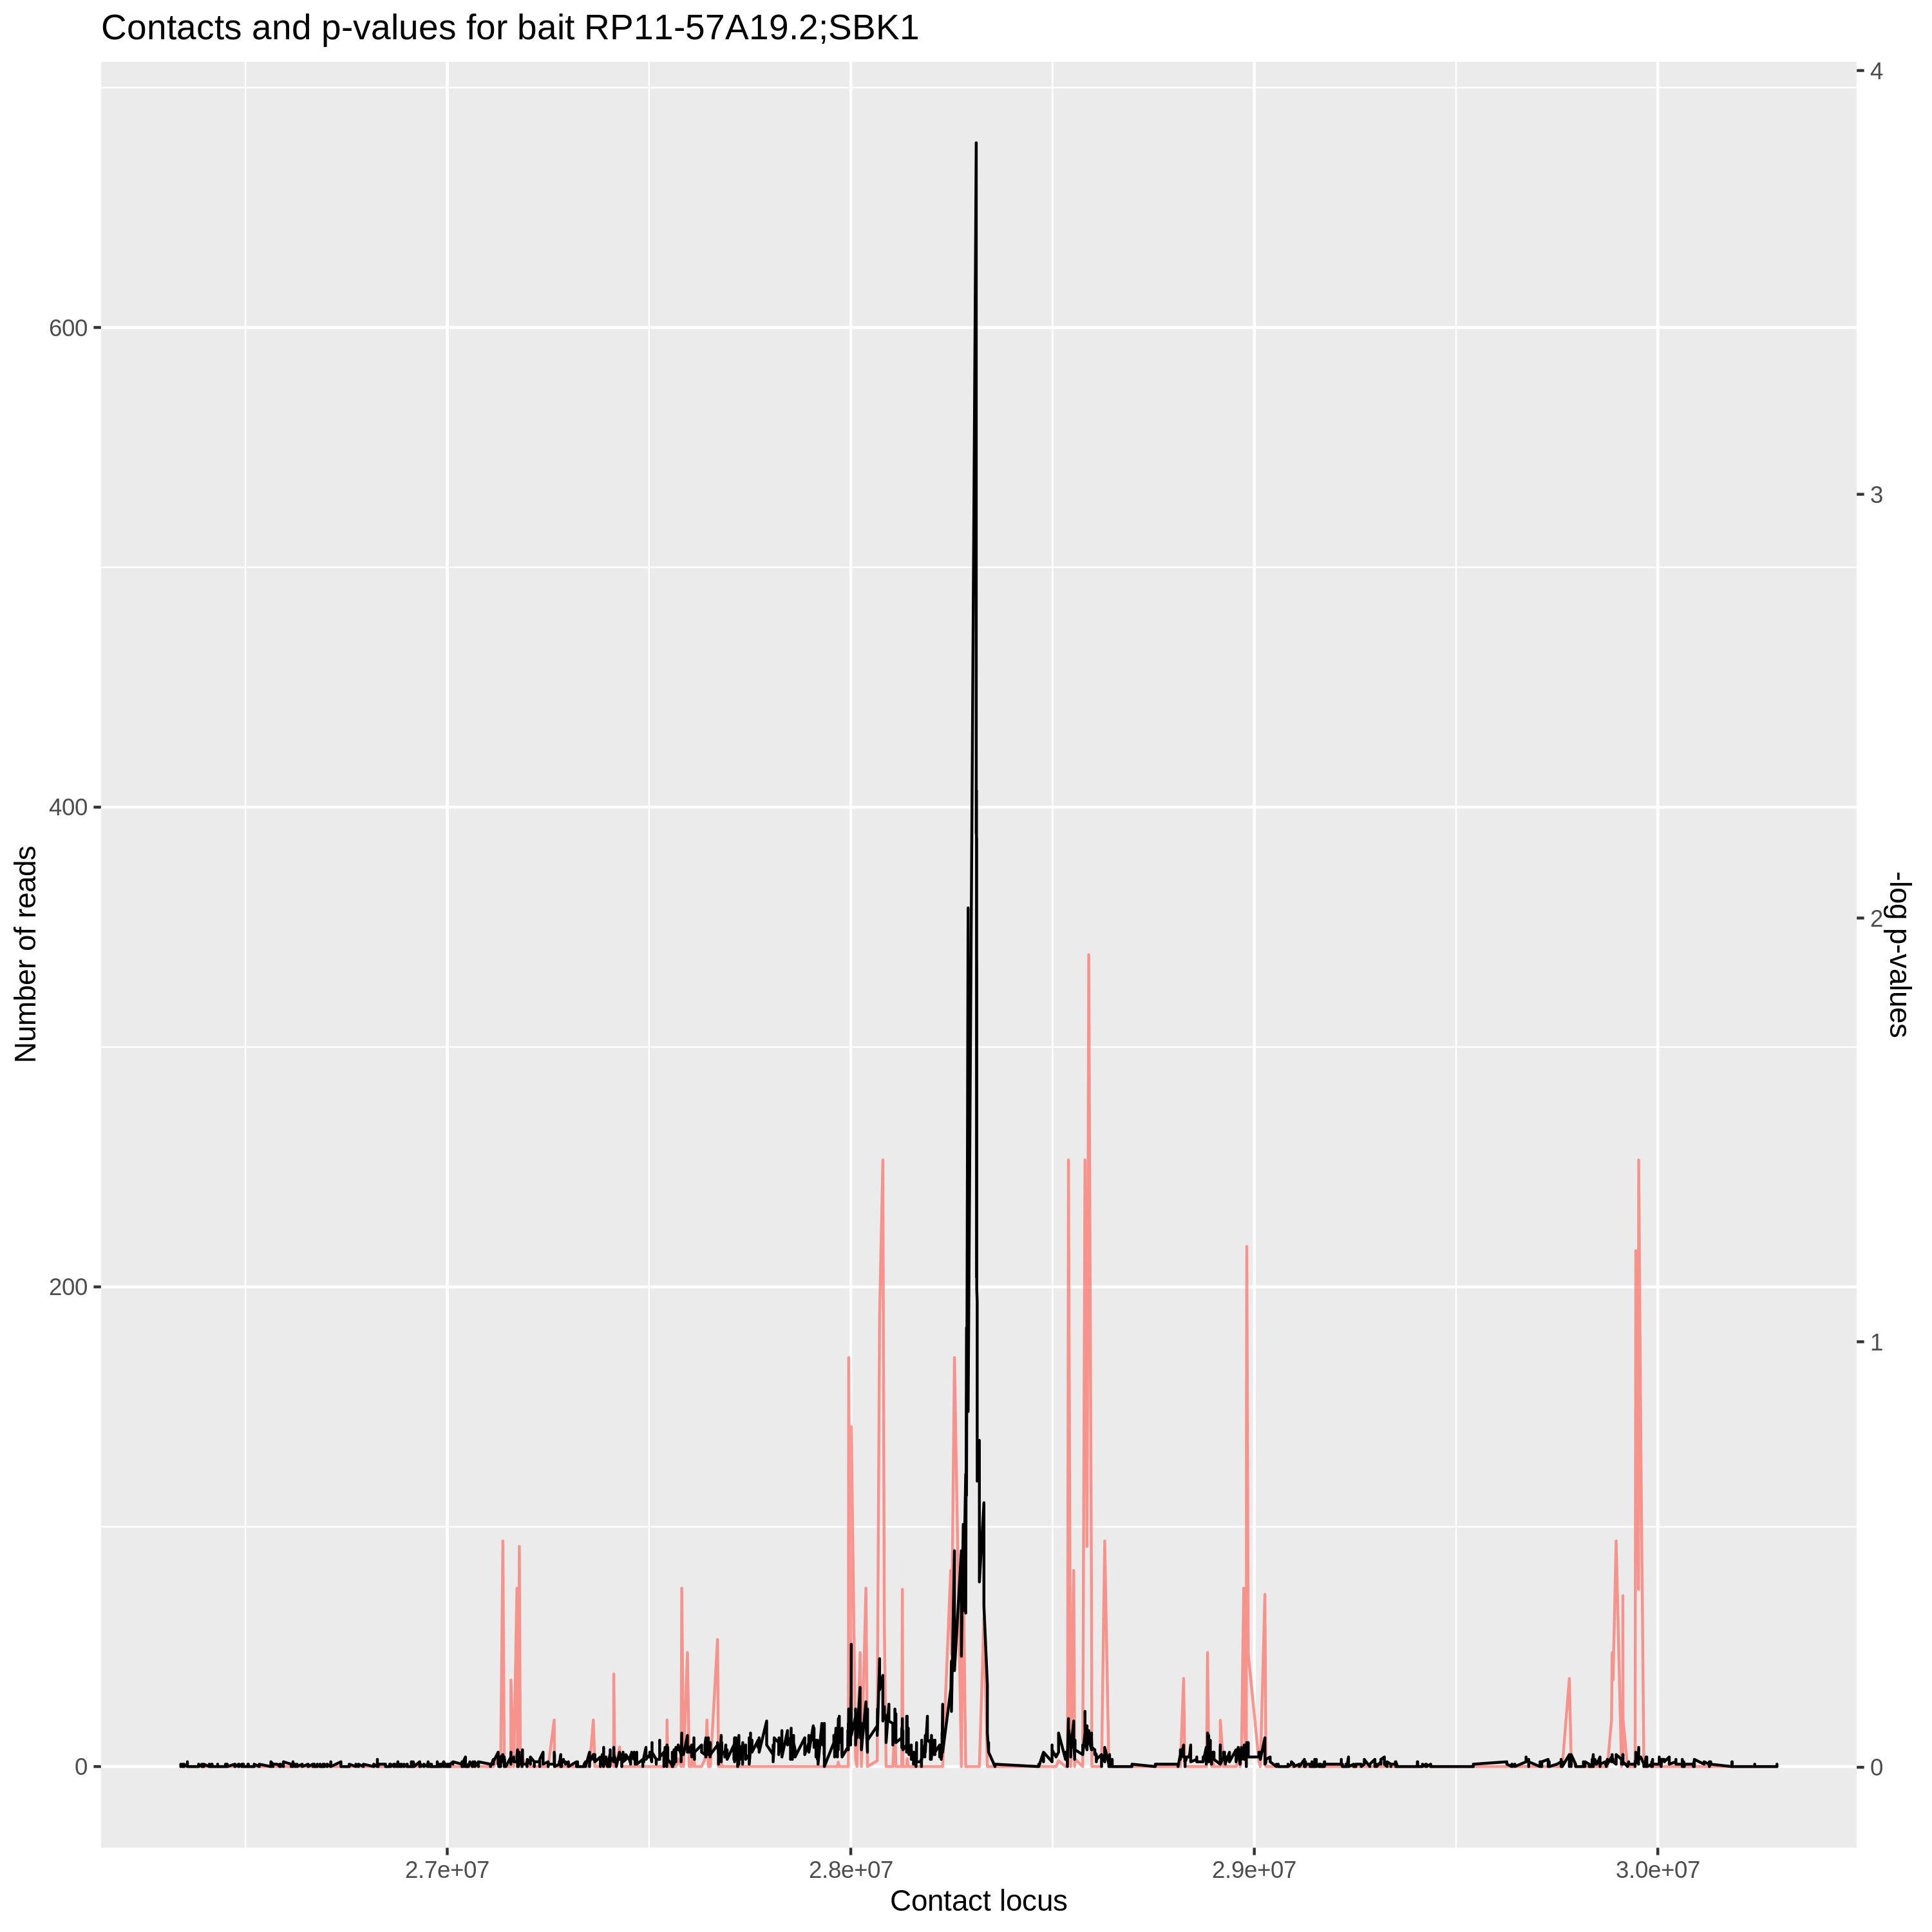 Contacts and p-values for bait RP11-57A19.2;SBK1
4
600
3
400
Number of reads
2
-log p-values
200
1
0
0
2.7e+07
2.8e+07
2.9e+07
3.0e+07
Contact locus